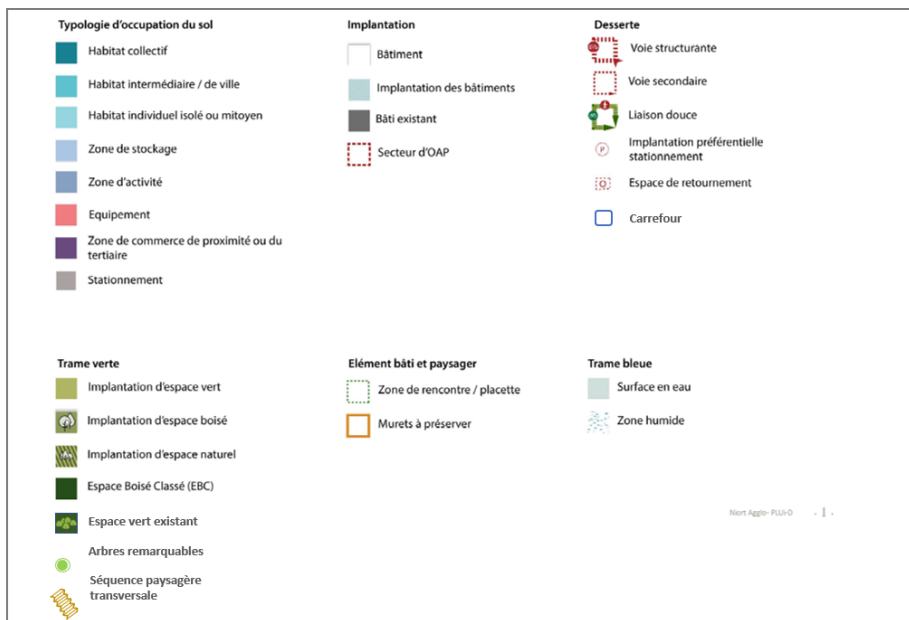 Typologie d'occupation du sol
Habitat collectif
Habitat intermédiaire / de ville
Habitat individuel isolé ou mitoyen
Zone de stockage
Zone d'activité
Equipement
Zone de commerce de proximité ou du
tertiaire
Stationnement
Implantation
Bâtiment
Implantation des bâtiments
Bâti existant
Secteur d'OAP
Desserte
Voie structurante
Voie secondaire
Liaison douce
P
Implantation préférentielle
stationnement
Espace de retournement
Carrefour
Trame verte
Implantation d'espace vert
Implantation d'espace boisé
Implantation d'espace naturel
Espace Boisé Classé (EBC)
Espace vert existant
Arbres remarquables
Séquence paysagère
transversale
Elément bâti et paysager
Zone de rencontre / placette
Murets à préserver
Trame bleue
Surface en eau
Zone humide
Niort Agglo- PLUi-D